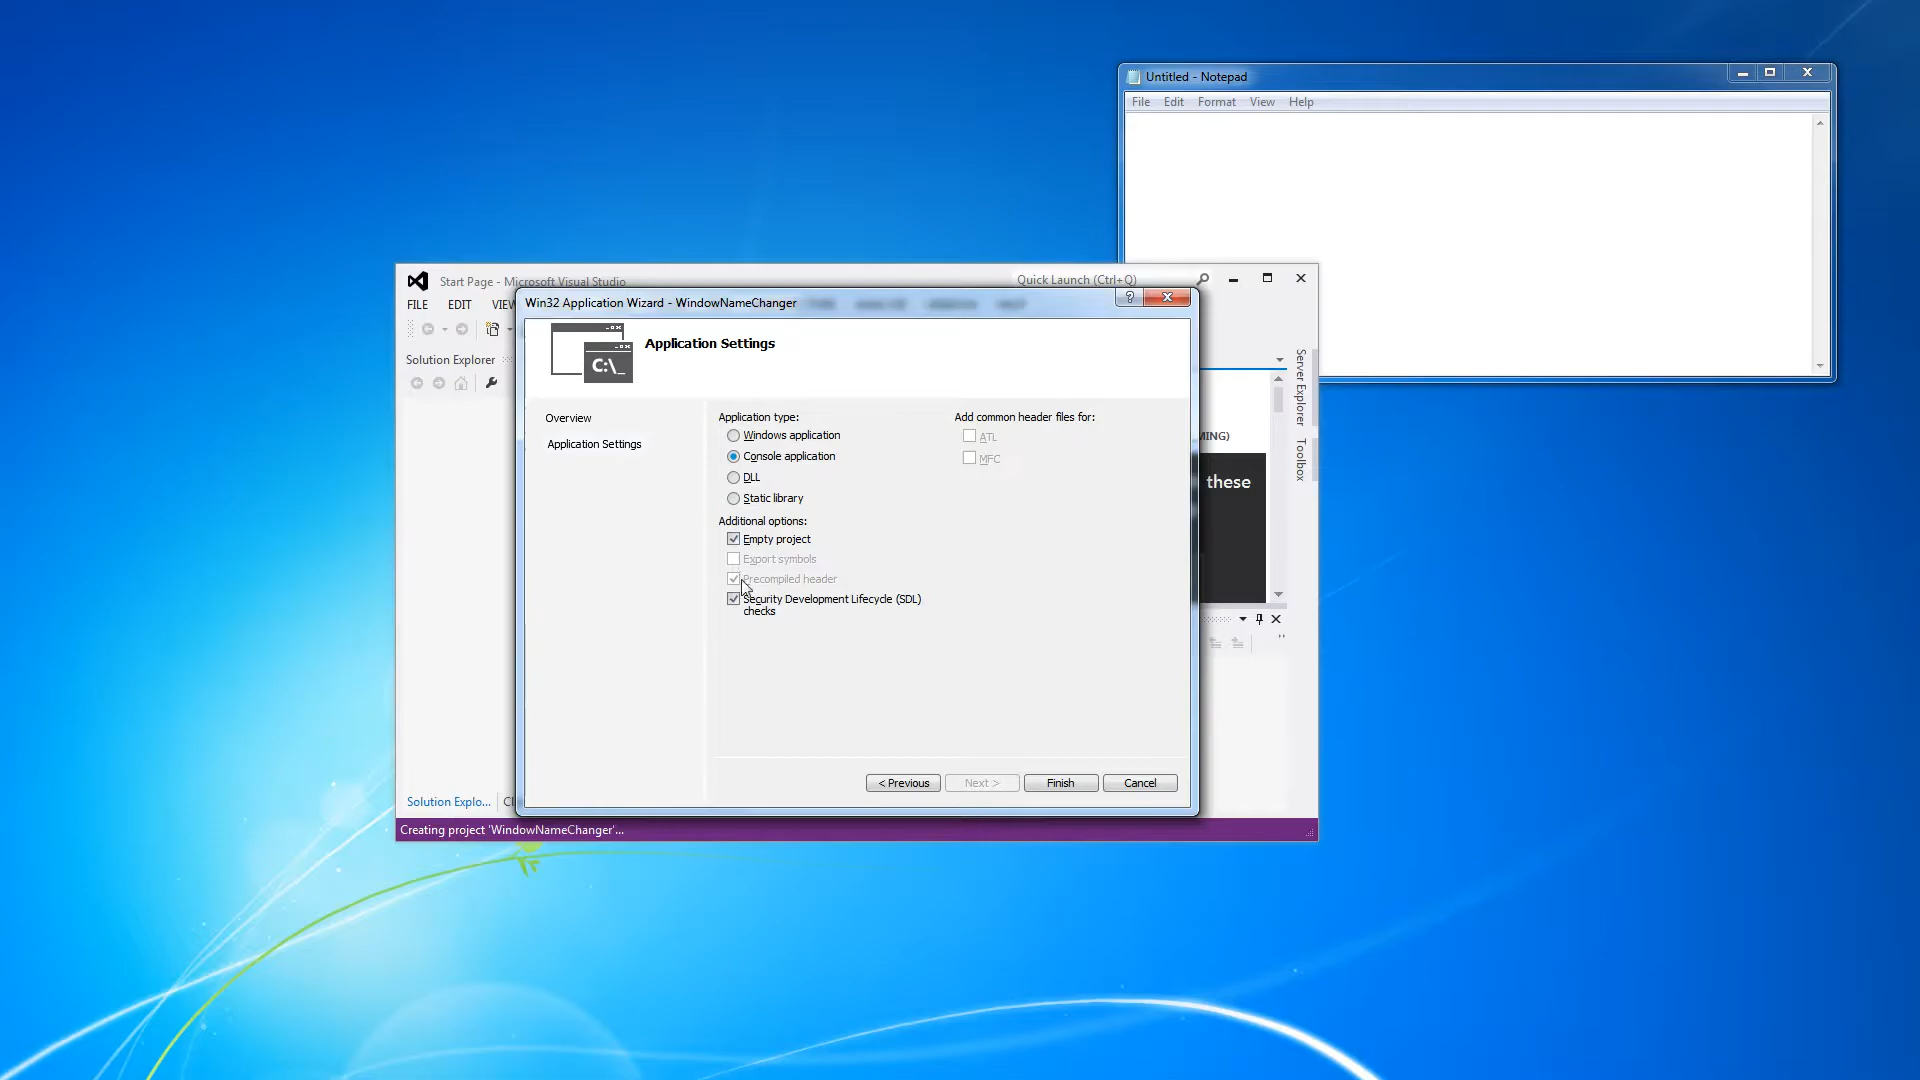 Untitled - Notepad
File Edit Format View Help
Start Page - Microsoft Visual Studio
Quick Launch (Ctrl+Q)
FILE EDIT VIEW
Win32 Application Wizard - WindowNameChanger
Solution Explorer
C:\_
Application Settings
Overview
Application Settings
Application type:
Windows application
Console application
DLL
Static library
Additional options:
Empty project
Export symbols
Precompiled header
Security Development Lifecycle (SDL)
checks
Add common header files for:
ATL
MFC
MING)
these
Server Explorer
Toolbox
< Previous Next > Finish Cancel
Solution Explo...
Creating project 'WindowNameChanger'...